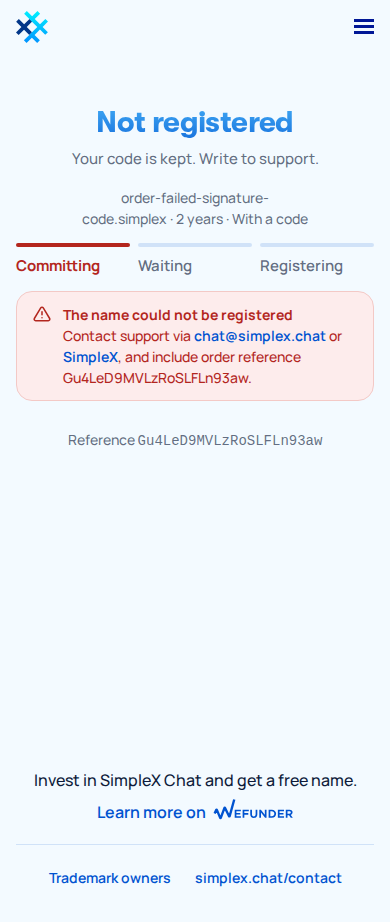 Not registered
Your code is kept. Write to support.
order-failed-signature-
code.simplex · 2 years · With a code
Committing
Waiting
Registering
The name could not be registered
Contact support via chat@simplex.chat or
SimpleX, and include order reference
Gu4LeD9MVLzRoSLFLn93aw.
Reference Gu4LeD9MVLzRoSLFLn93aw
Invest in SimpleX Chat and get a free name.
Learn more on WEFUNDER
Trademark owners
simplex.chat/contact